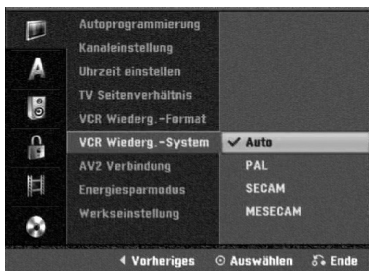 Autoprogrammierung
Kanaleinstellung
A
Uhrzeit einstellen
TV Seitenverhältnis
VCR Wiederg.-Format
VCR Wiederg.-System ✔ Auto
AV2 Verbindung PAL
Energiesparmodus SECAM
Werkseinstellung MESECAM
Vorheriges Auswählen Ende